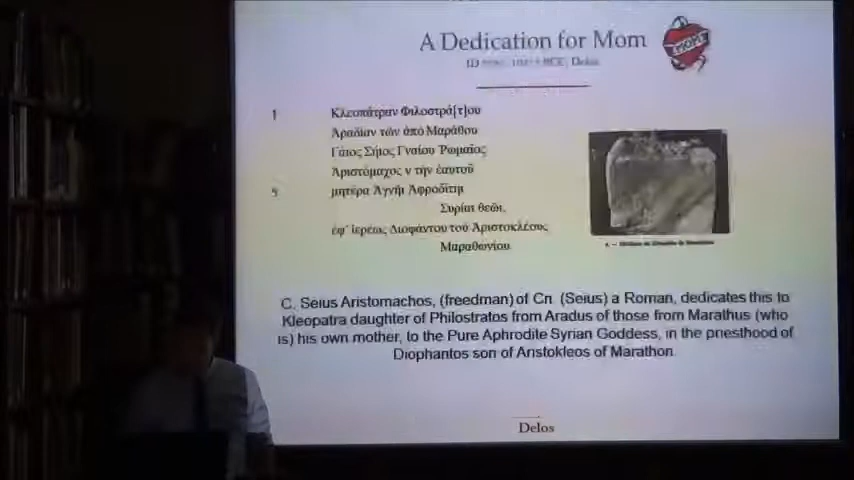 A Dedication for Mom
MOM
BCE, Delos
1 Κλεοπάτραν Φιλοστρά[τ]ου
Ἀραδίαν τῶν ἀπὸ Μαράθου
Γάιος Σήιος Γναίου Ῥωμαῖος
Ἀριστόμαχος v τὴν ἑαυτοῦ
5 μητέρα Ἁγνῆι Ἀφροδίτηι
Συρίαι θεῶι,
ἐφ' ἱερέως Διοφάντου τοῦ Ἀριστοκλέους
Μαραθωνίου
C. Seius Aristomachos, (freedman) of Cn. (Seius) a Roman, dedicates this to
Kleopatra daughter of Philostratos from Aradus of those from Marathus (who
is) his own mother, to the Pure Aphrodite Syrian Goddess, in the priesthood of
Diophantos son of Aristokleos of Marathon.
Delos